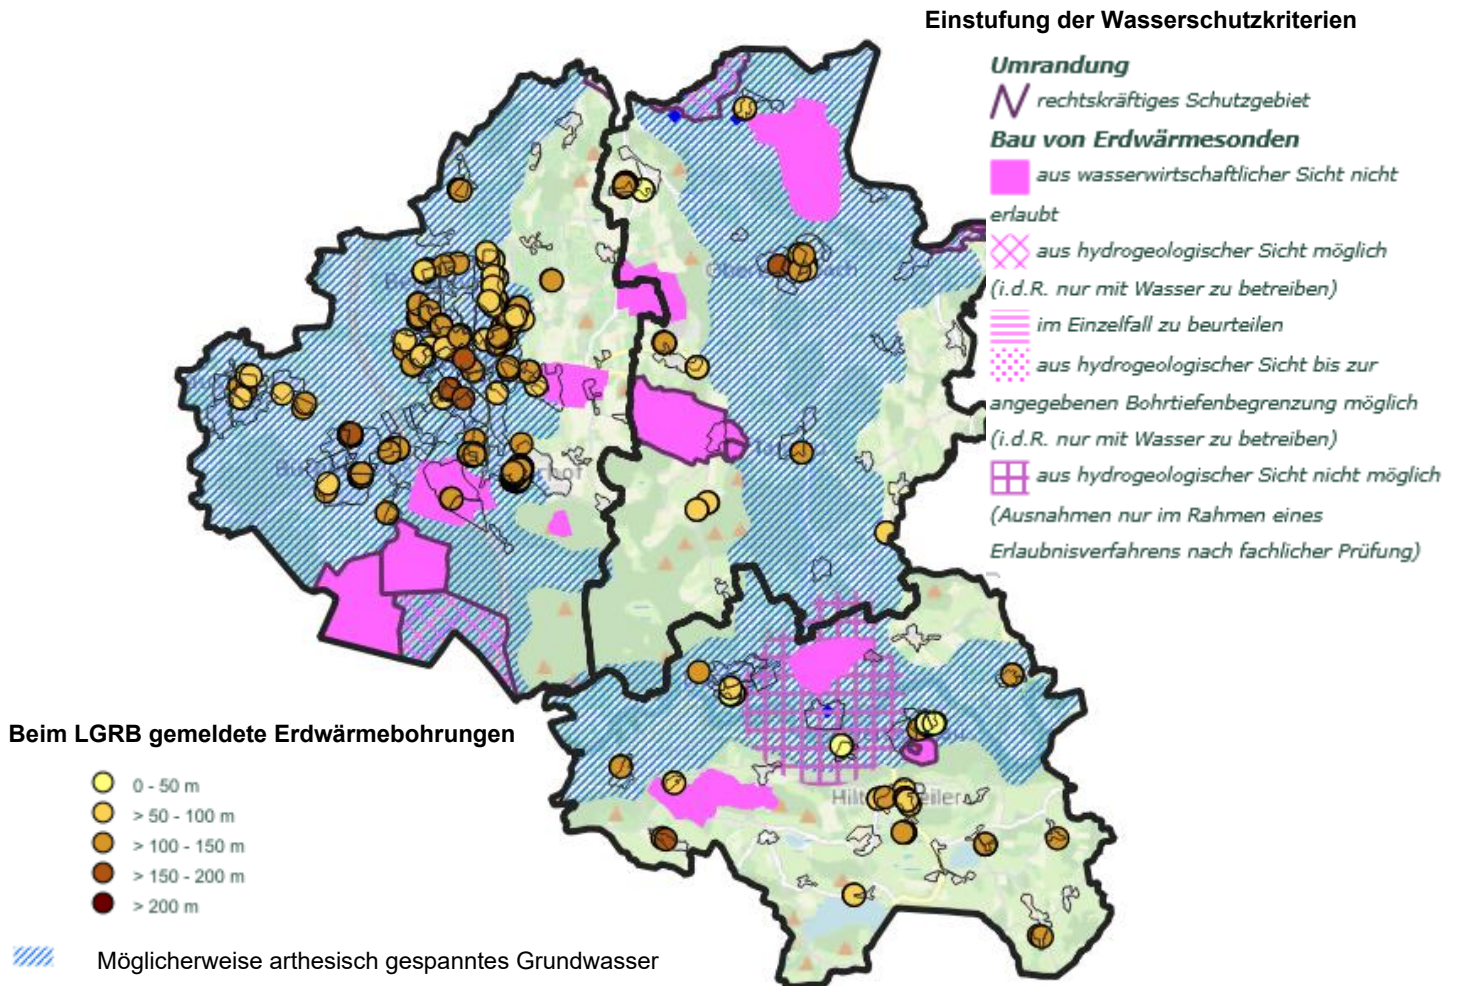 Einstufung der Wasserschutzkriterien
Umrandung
rechtskräftiges Schutzgebiet
Bau von Erdwärmesonden
aus wasserwirtschaftlicher Sicht nicht
erlaubt
aus hydrogeologischer Sicht möglich
(i.d.R. nur mit Wasser zu betreiben)
im Einzelfall zu beurteilen
aus hydrogeologischer Sicht bis zur
angegebenen Bohrtiefenbegrenzung möglich
(i.d.R. nur mit Wasser zu betreiben)
aus hydrogeologischer Sicht nicht möglich
(Ausnahmen nur im Rahmen eines
Erlaubnisverfahrens nach fachlicher Prüfung)
Beim LGRB gemeldete Erdwärmebohrungen
0 - 50 m
> 50 - 100 m
> 100 - 150 m
> 150 - 200 m
> 200 m
Möglicherweise arthesisch gespanntes Grundwasser